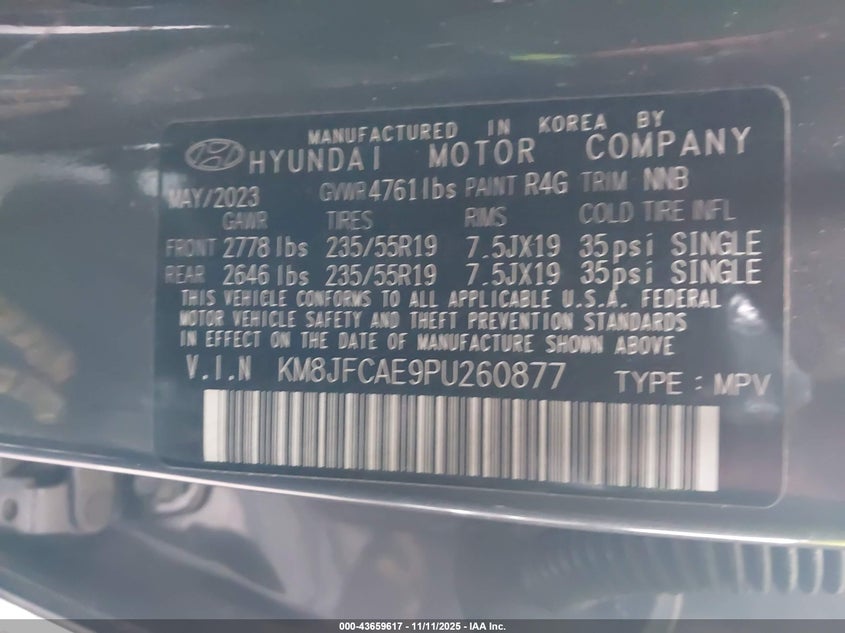 MANUFACTURED IN KOREA BY
HYUNDAI MOTOR COMPANY
MAY/2023 GVWR 4761 lbs PAINT R4G TRIM NNB
GAWR TIRES RMS COLD TIRE INFL
FRONT 2778 lbs 235/55R19 7.5JX19 35psi SINGLE
REAR 2646 lbs 235/55R19 7.5JX19 35psi SINGLE
THIS VEHICLE CONFORMS TO ALL APPLICABLE U.S.A. FEDERAL
MOTOR VEHICLE SAFETY AND THEFT PREVENTION STANDARDS
IN EFFECT ON THE DATE OF MANUFACTURE SHOWN ABOVE
V.I.N KM8JFCAE9PU260877 TYPE : MPV
000-43659617 - 11/11/2025 - IAA Inc.